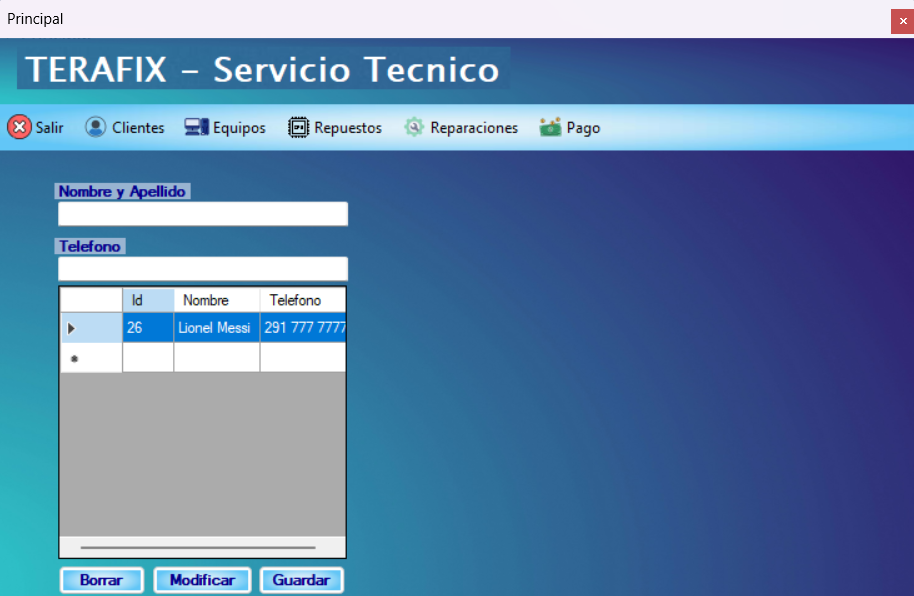 Principal
TERAFIX - Servicio Tecnico
Salir Clientes Equipos Repuestos Reparaciones Pago
Nombre y Apellido
Telefono
Id Nombre Telefono
26 Lionel Messi 291 777 7777
Borrar Modificar Guardar